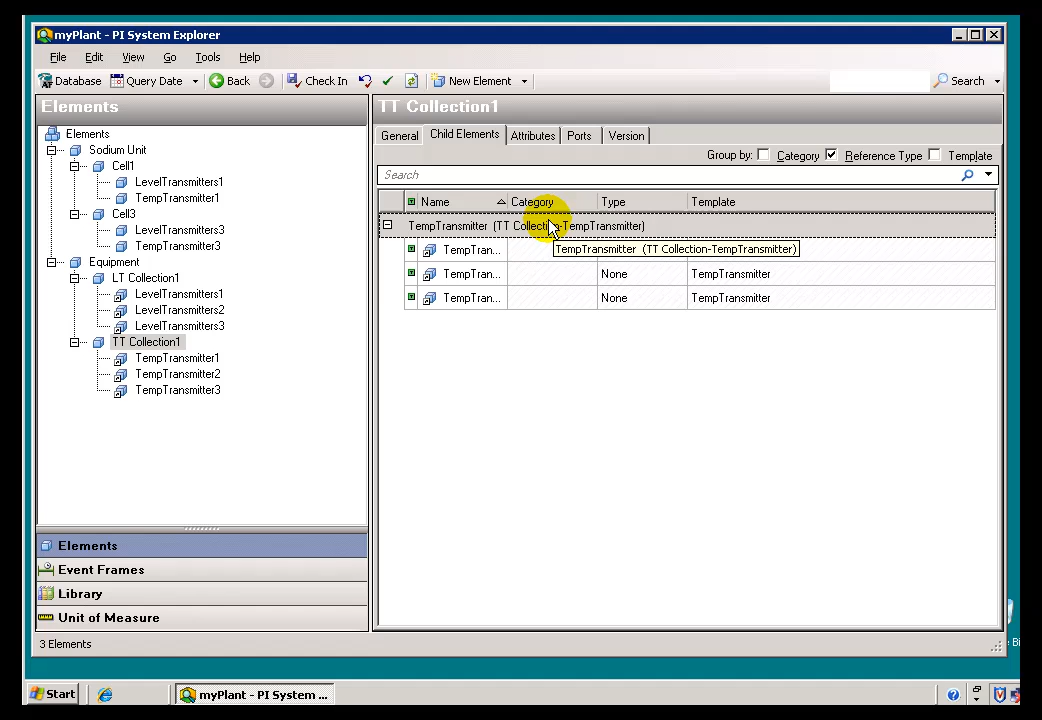 myPlant - PI System Explorer
File Edit View Go Tools Help
Database Query Date Back Check In New Element Search
Elements
TT Collection1
Elements
Sodium Unit
Cell1
LevelTransmitters1
TempTransmitter1
Cell3
LevelTransmitters3
TempTransmitter3
Equipment
LT Collection1
LevelTransmitters1
LevelTransmitters2
LevelTransmitters3
TT Collection1
TempTransmitter1
TempTransmitter2
TempTransmitter3
General Child Elements Attributes Ports Version
Group by: Category Reference Type Template
Search
Name Category Type Template
TempTransmitter (TT Collection-TempTransmitter)
TempTran...
TempTransmitter (TT Collection-TempTransmitter)
TempTran... None TempTransmitter
TempTran... None TempTransmitter
Elements
Event Frames
Library
Unit of Measure
3 Elements
Start myPlant - PI System ...